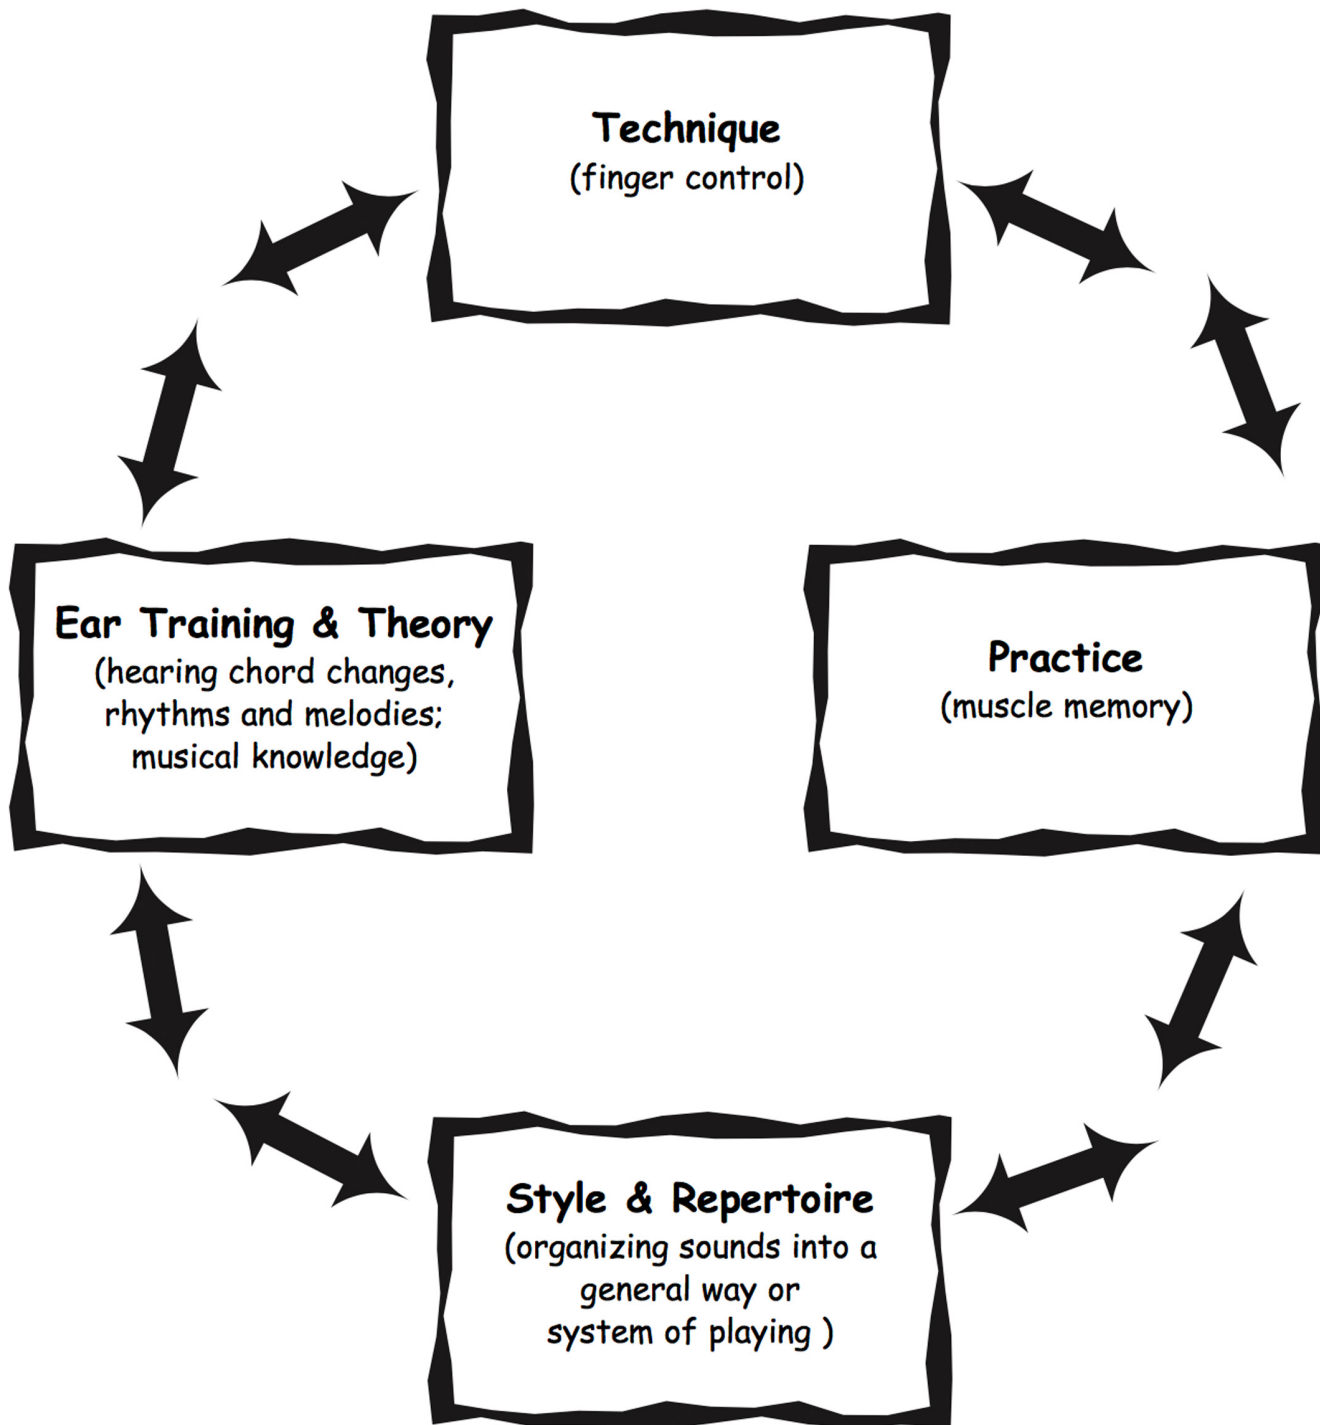 Technique
(finger control)
Ear Training & Theory
(hearing chord changes,
rhythms and melodies;
musical knowledge)
Practice
(muscle memory)
Style & Repertoire
(organizing sounds into a
general way or
system of playing )